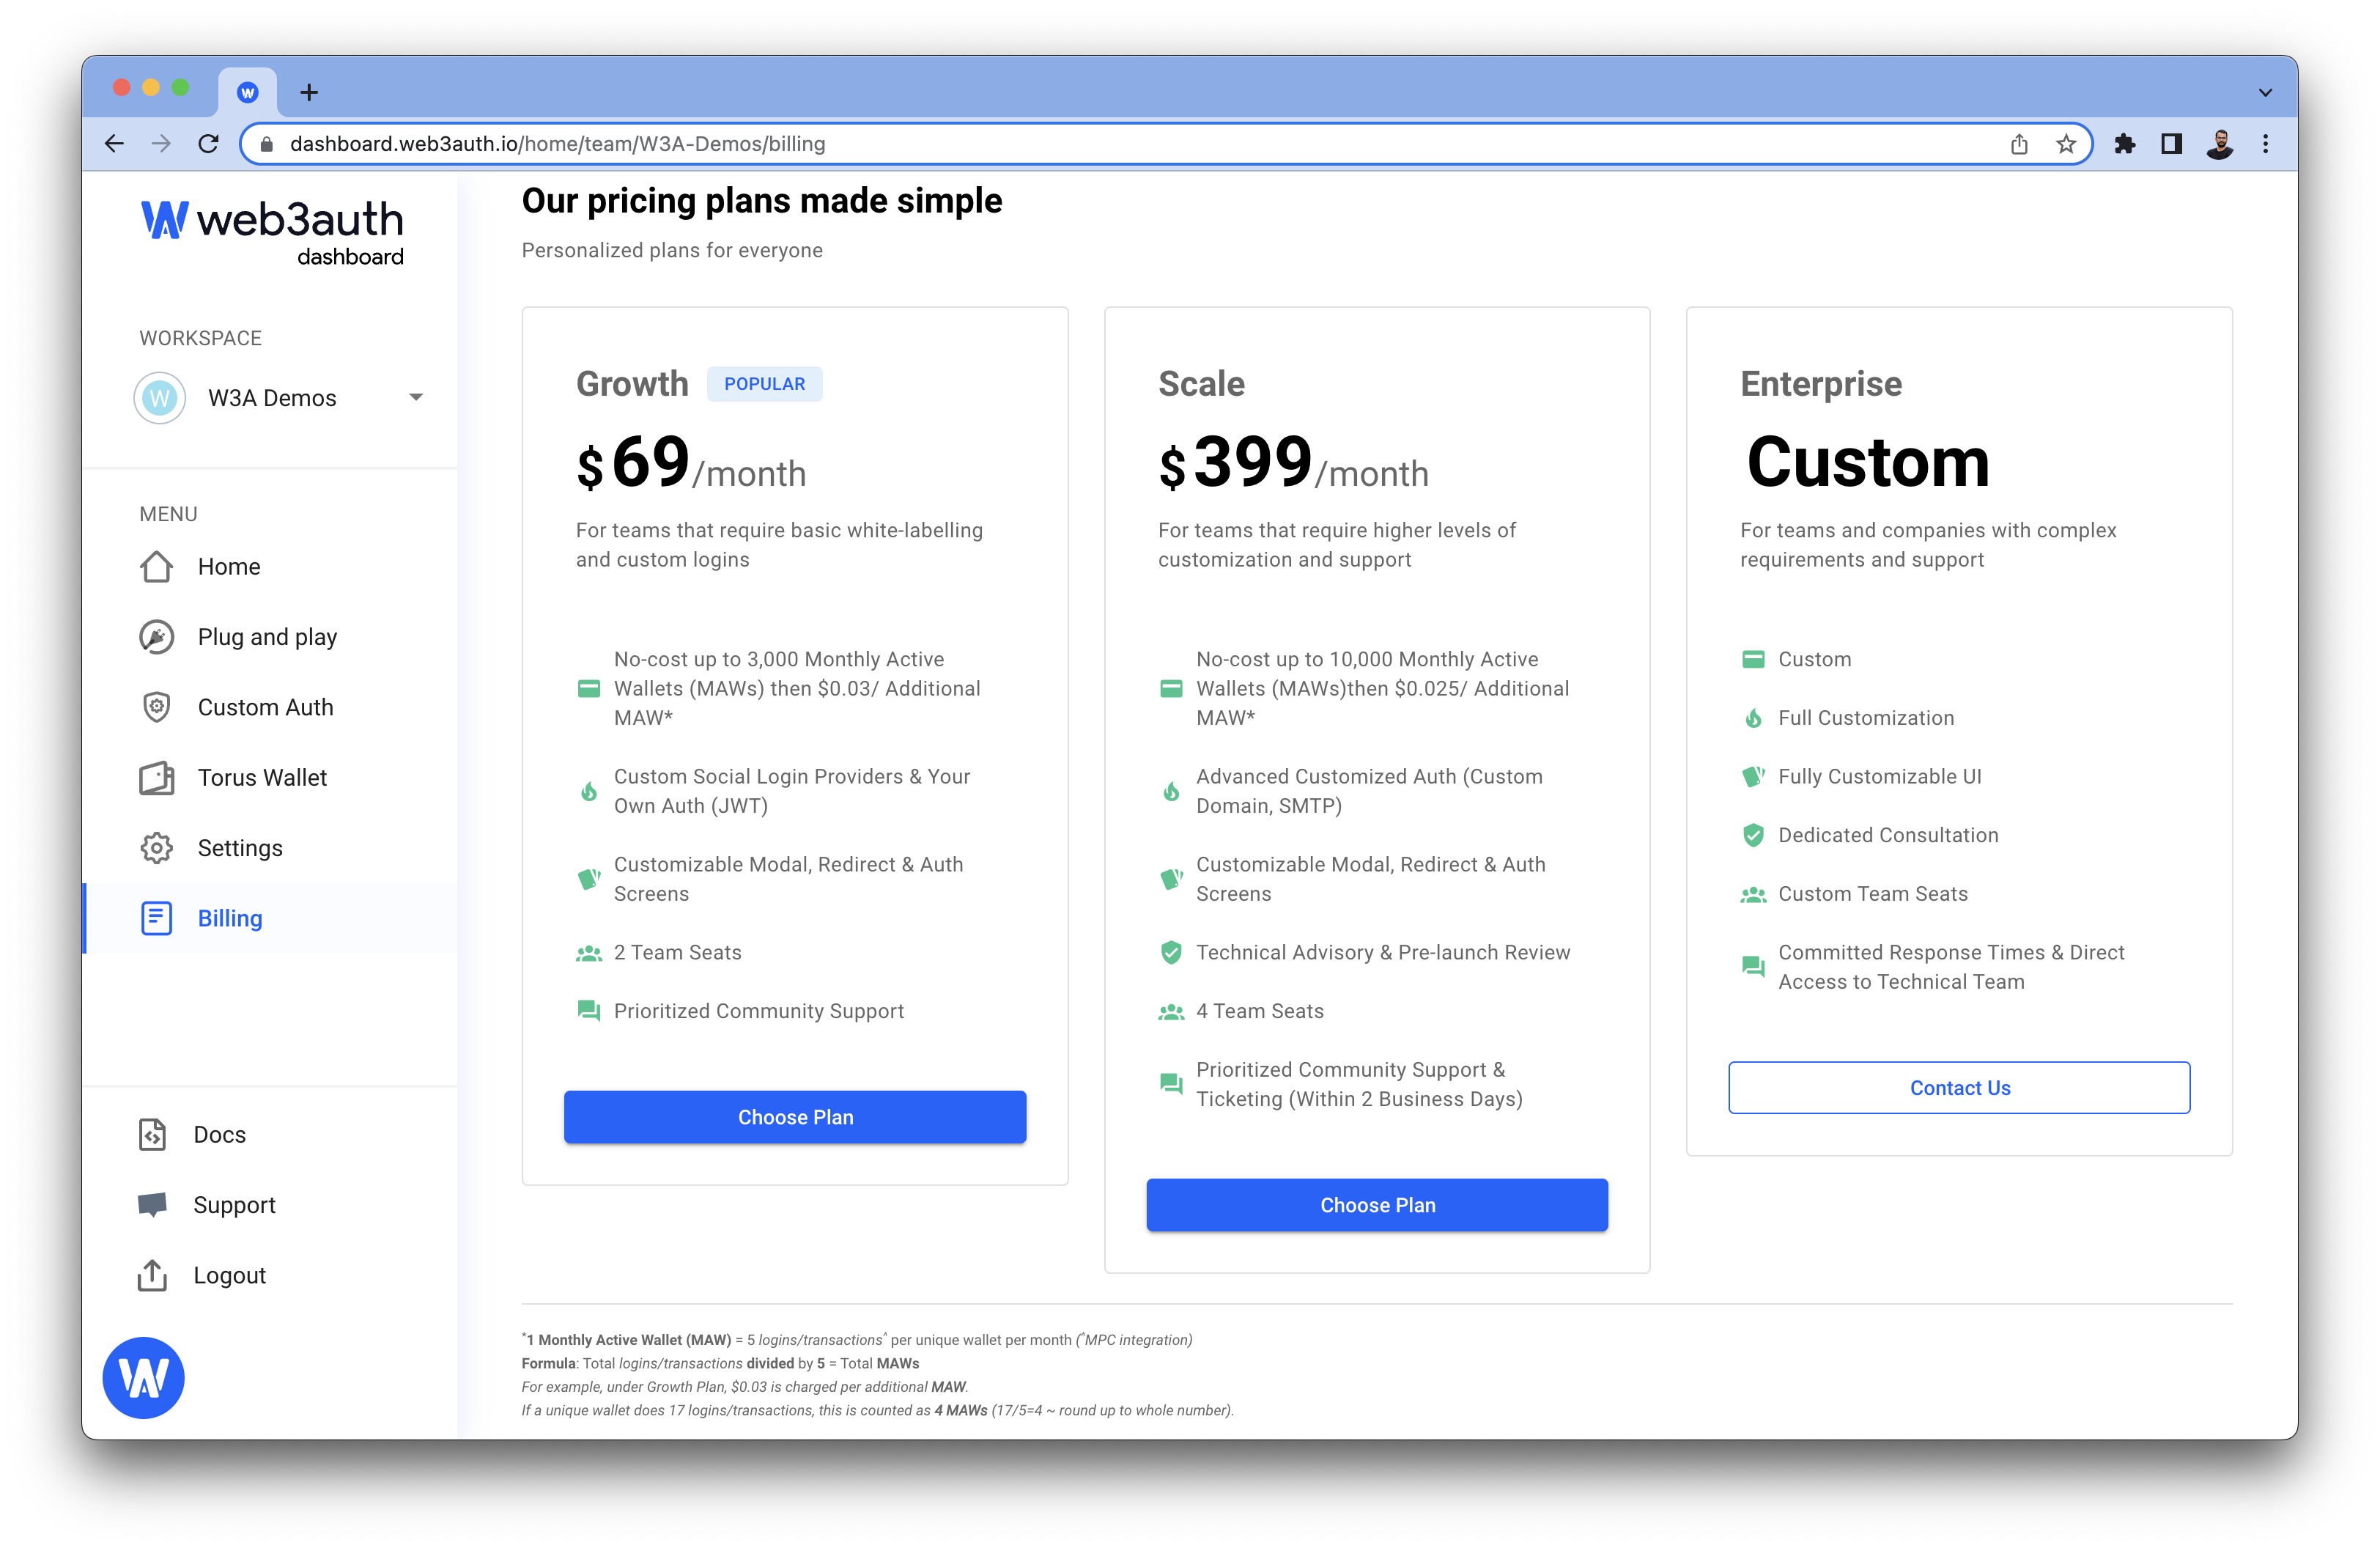 W
dashboard.web3auth.io/home/team/W3A-Demos/billing
web3auth
dashboard
WORKSPACE
W
W3A Demos
MENU
Home
Plug and play
Custom Auth
Torus Wallet
Settings
Billing
Docs
Support
Logout
W
Our pricing plans made simple
Personalized plans for everyone
Growth POPULAR
$69/month
For teams that require basic white-labelling
and custom logins
No-cost up to 3,000 Monthly Active
Wallets (MAWs) then $0.03/ Additional
MAW*
Custom Social Login Providers & Your
Own Auth (JWT)
Customizable Modal, Redirect & Auth
Screens
2 Team Seats
Prioritized Community Support
Choose Plan
Scale
$399/month
For teams that require higher levels of
customization and support
No-cost up to 10,000 Monthly Active
Wallets (MAWs)then $0.025/ Additional
MAW*
Advanced Customized Auth (Custom
Domain, SMTP)
Customizable Modal, Redirect & Auth
Screens
Technical Advisory & Pre-launch Review
4 Team Seats
Prioritized Community Support &
Ticketing (Within 2 Business Days)
Choose Plan
Enterprise
Custom
For teams and companies with complex
requirements and support
Custom
Full Customization
Fully Customizable UI
Dedicated Consultation
Custom Team Seats
Committed Response Times & Direct
Access to Technical Team
Contact Us
*1 Monthly Active Wallet (MAW) = 5 logins/transactions^ per unique wallet per month (^MPC integration)
Formula: Total logins/transactions divided by 5 = Total MAWs
For example, under Growth Plan, $0.03 is charged per additional MAW.
If a unique wallet does 17 logins/transactions, this is counted as 4 MAWs (17/5=4 ~ round up to whole number).